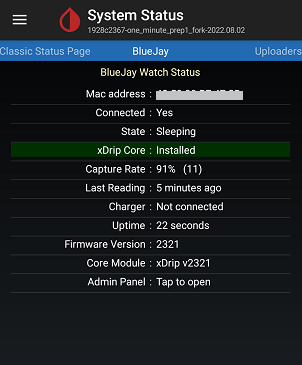 System Status
1928c2367-one_minute_prep1_fork-2022.08.02
Classic Status Page BlueJay Uploaders
BlueJay Watch Status
Mac address :
Connected : Yes
State : Sleeping
xDrip Core : Installed
Capture Rate : 91% (11)
Last Reading : 5 minutes ago
Charger : Not connected
Uptime : 22 seconds
Firmware Version : 2321
Core Module : xDrip v2321
Admin Panel : Tap to open